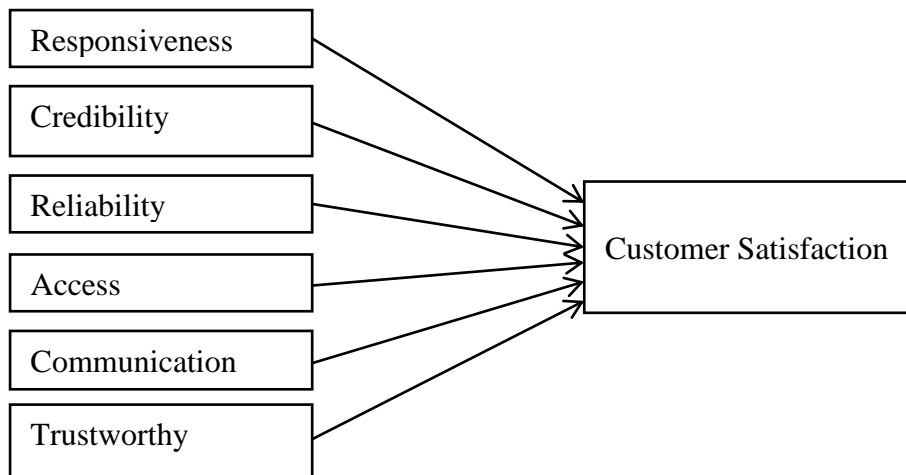 Responsiveness
Credibility
Reliability
Access
Communication
Trustworthy
Customer Satisfaction